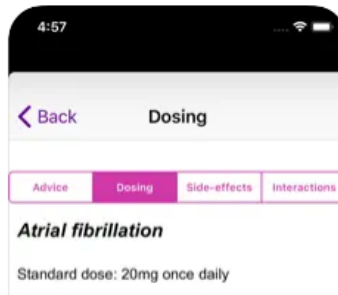 4:57
Back Dosing
Advice Dosing Side-effects Interactions
Atrial fibrillation
Standard dose: 20mg once daily